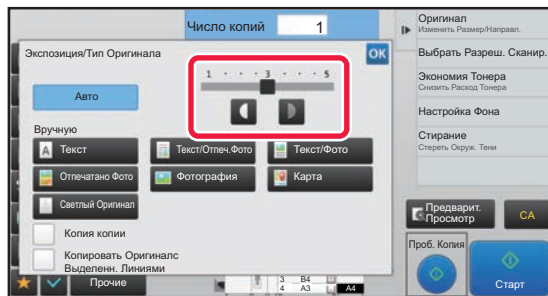 Число копий 1
Экспозиция/Тип Оригинала
OK
1 3 5
Авто
Вручную
A Текст
Текст/Отпеч.Фото
Текст/Фото
Отпечатано Фото
Фотография
Карта
Светлый Оригинал
Копия копии
Копировать Оригиналс
Выделенн. Линиями
Прочие
3 B4
4 A3
A4
Оригинал
Изменить Размер/Направл.
Выбрать Разреш. Сканир.
Экономия Тонера
Снизить Расход Тонера
Настройка Фона
Стирание
Стереть Окруж. Тени
Предварит.
Просмотр
CA
Проб. Копия
Старт